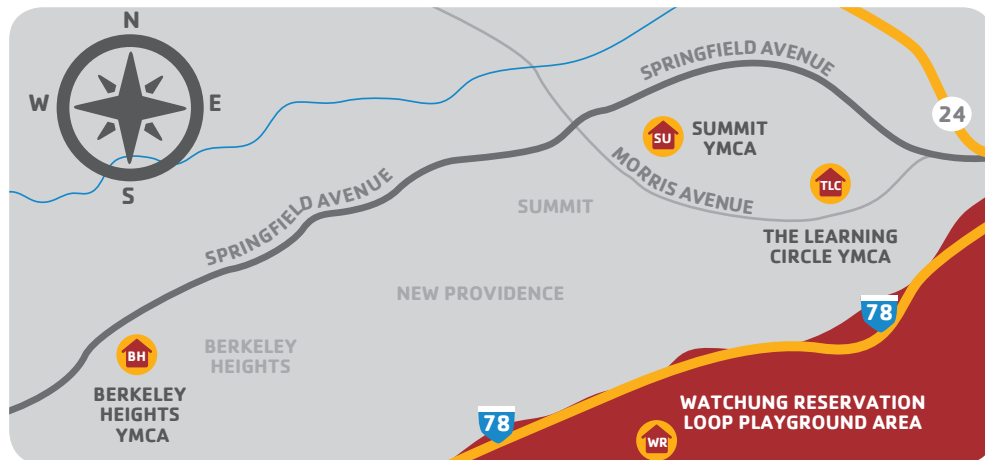 N
W
E
S
SPRINGFIELD AVENUE
24
SU
SUMMIT
YMCA
MORRIS AVENUE
TLC
THE LEARNING
CIRCLE YMCA
SPRINGFIELD AVENUE
SUMMIT
NEW PROVIDENCE
78
BH
BERKELEY
HEIGHTS
BERKELEY
HEIGHTS
YMCA
78
WATCHUNG RESERVATION
LOOP PLAYGROUND AREA
WR